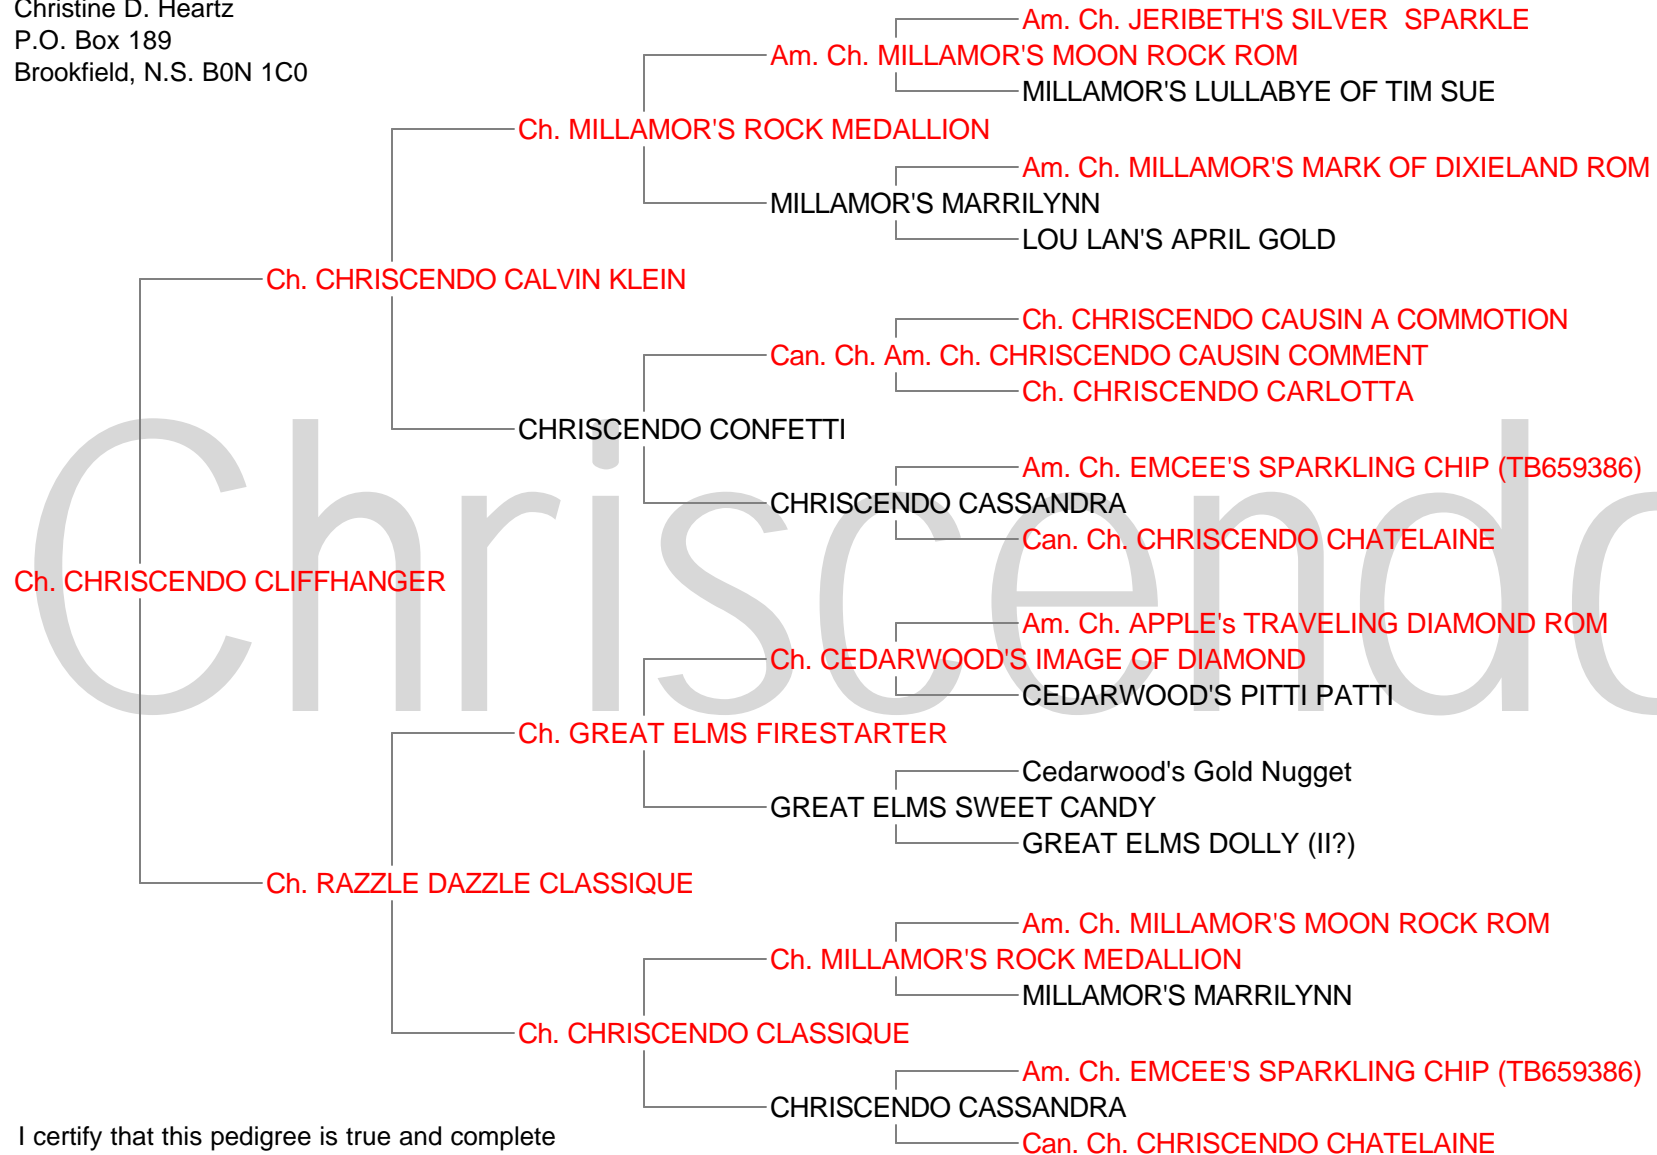 Christine D. Heartz
P.O. Box 189
Brookfield, N.S. B0N 1C0
Am. Ch. JERIBETH'S SILVER  SPARKLE
Am. Ch. MILLAMOR'S MOON ROCK ROM
MILLAMOR'S LULLABYE OF TIM SUE
Ch. MILLAMOR'S ROCK MEDALLION
Am. Ch. MILLAMOR'S MARK OF DIXIELAND ROM
MILLAMOR'S MARRILYNN
LOU LAN'S APRIL GOLD
Ch. CHRISCENDO CALVIN KLEIN
Ch. CHRISCENDO CAUSIN A COMMOTION
Can. Ch. Am. Ch. CHRISCENDO CAUSIN COMMENT
Ch. CHRISCENDO CARLOTTA
CHRISCENDO CONFETTI
Am. Ch. EMCEE'S SPARKLING CHIP (TB659386)
CHRISCENDO CASSANDRA
Can. Ch. CHRISCENDO CHATELAINE
Chriscendo
Ch. CHRISCENDO CLIFFHANGER
Am. Ch. APPLE's TRAVELING DIAMOND ROM
Ch. CEDARWOOD'S IMAGE OF DIAMOND
CEDARWOOD'S PITTI PATTI
Ch. GREAT ELMS FIRESTARTER
Cedarwood's Gold Nugget
GREAT ELMS SWEET CANDY
GREAT ELMS DOLLY (II?)
Ch. RAZZLE DAZZLE CLASSIQUE
Am. Ch. MILLAMOR'S MOON ROCK ROM
Ch. MILLAMOR'S ROCK MEDALLION
MILLAMOR'S MARRILYNN
Ch. CHRISCENDO CLASSIQUE
Am. Ch. EMCEE'S SPARKLING CHIP (TB659386)
CHRISCENDO CASSANDRA
Can. Ch. CHRISCENDO CHATELAINE
I certify that this pedigree is true and complete